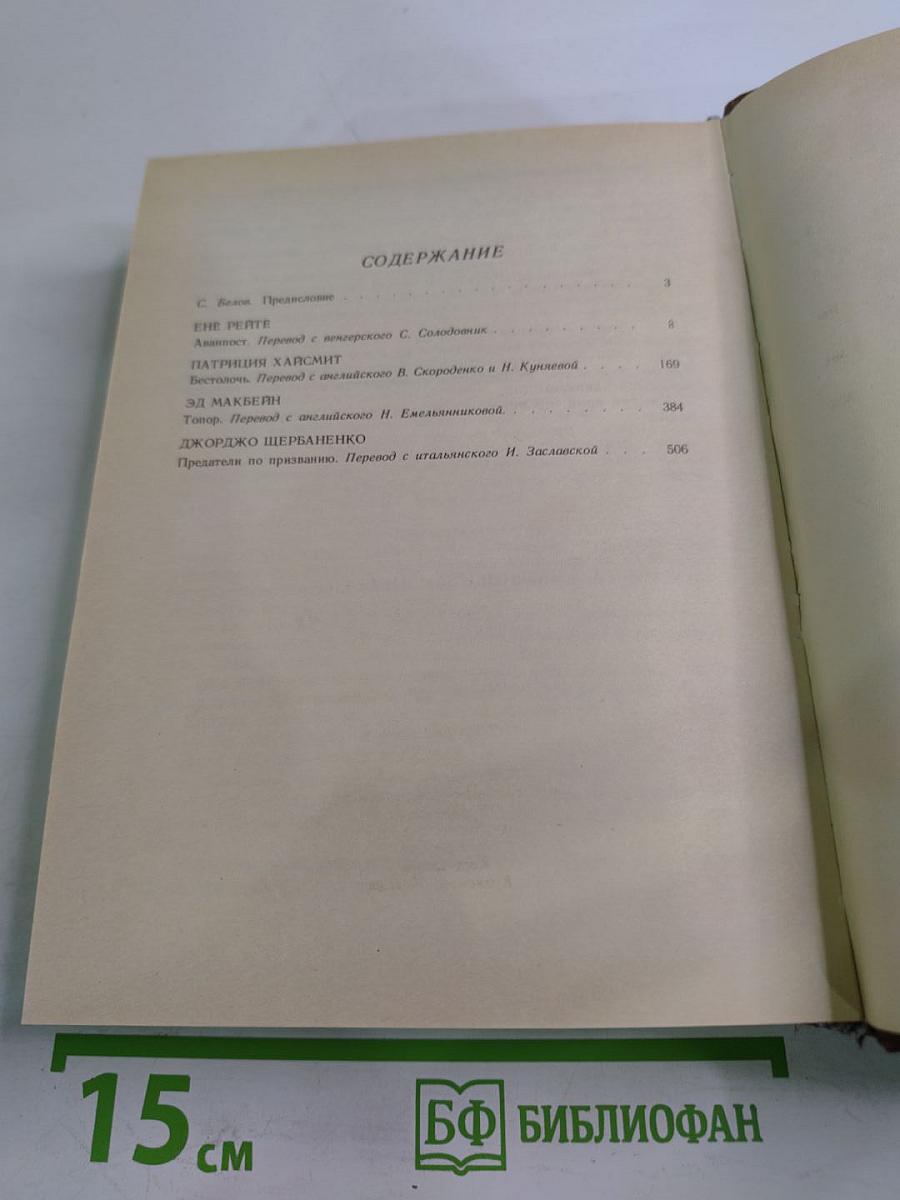 СОДЕРЖАНИЕ
С. Белов. Предисловие . . . . . . . . . . . . . . . . 3
ЕНЁ РЕЙТЁ
Аванпост. Перевод с венгерского С. Солодовник . . . . . . . . . 8
ПАТРИЦИЯ ХАЙСМИТ
Бестолочь. Перевод с английского В. Скороденко и Н. Куняевой . . . . 169
ЭД МАКБЕЙН
Топор. Перевод с английского Н. Емельянниковой. . . . . . . . 384
ДЖОРДЖО ЩЕРБАНЕНКО
Предатели по призванию. Перевод с итальянского И. Заславской . . . 506
15 см
БФ БИБЛИОФАН